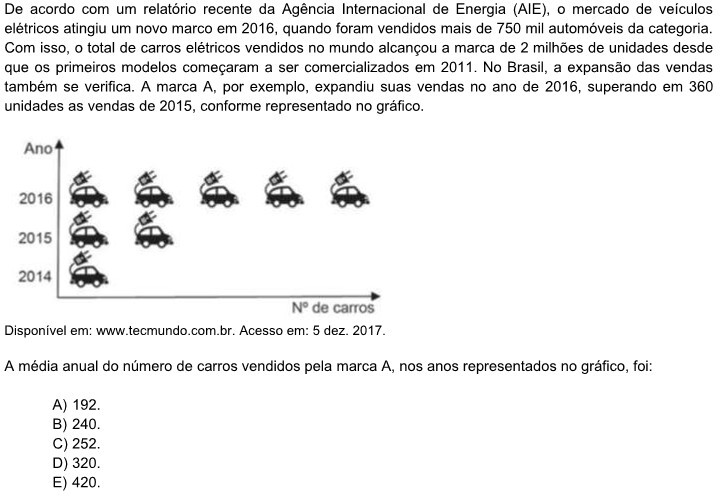 De acordo com um relatório recente da Agência Internacional de Energia (AIE), o mercado de veículos
elétricos atingiu um novo marco em 2016, quando foram vendidos mais de 750 mil automóveis da categoria.
Com isso, o total de carros elétricos vendidos no mundo alcançou a marca de 2 milhões de unidades desde
que os primeiros modelos começaram a ser comercializados em 2011. No Brasil, a expansão das vendas
também se verifica. A marca A, por exemplo, expandiu suas vendas no ano de 2016, superando em 360
unidades as vendas de 2015, conforme representado no gráfico.
Ano
2016
2015
2014
Nº de carros
Disponível em: www.tecmundo.com.br. Acesso em: 5 dez. 2017.
A média anual do número de carros vendidos pela marca A, nos anos representados no gráfico, foi:
A) 192.
B) 240.
C) 252.
D) 320.
E) 420.